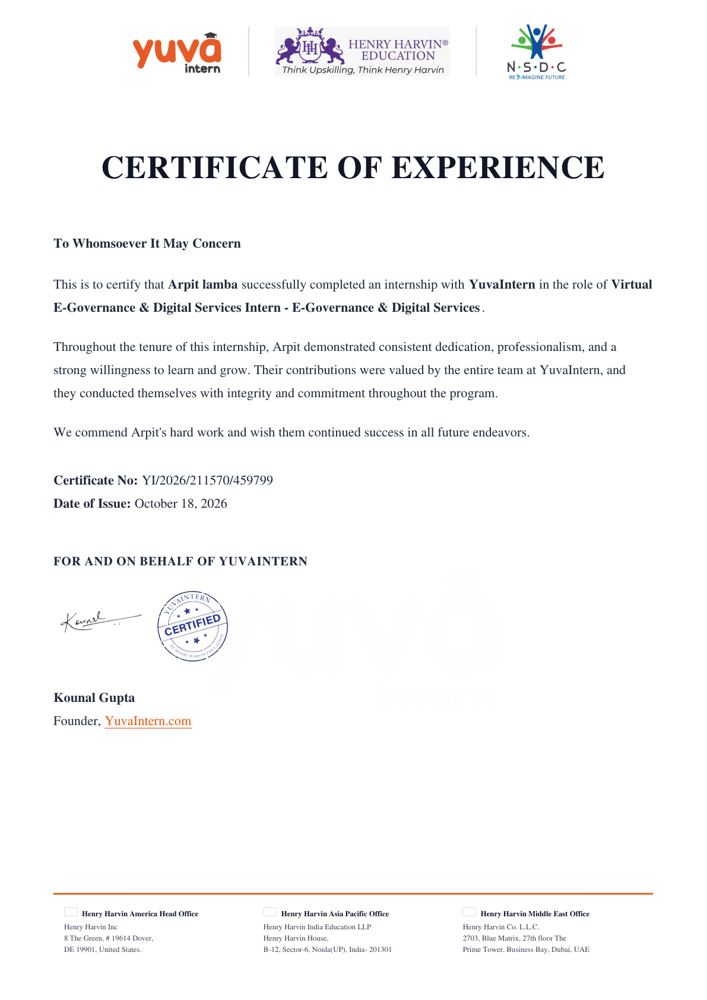 yuva
intern
HENRY HARVIN®
EDUCATION
Think Upskilling, Think Henry Harvin
N·S·D·C
RE IMAGINE FUTURE
CERTIFICATE OF EXPERIENCE
To Whomsoever It May Concern
This is to certify that Arpit lamba successfully completed an internship with YuvaIntern in the role of Virtual
E-Governance & Digital Services Intern - E-Governance & Digital Services .
Throughout the tenure of this internship, Arpit demonstrated consistent dedication, professionalism, and a
strong willingness to learn and grow. Their contributions were valued by the entire team at YuvaIntern, and
they conducted themselves with integrity and commitment throughout the program.
We commend Arpit's hard work and wish them continued success in all future endeavors.
Certificate No: YI/2026/211570/459799
Date of Issue: October 18, 2026
FOR AND ON BEHALF OF YUVAINTERN
Kounal
YUVAINTERN
CERTIFIED
BY HENRY HARVIN EDUCATION
Kounal Gupta
Founder, YuvaIntern.com
Henry Harvin America Head Office
Henry Harvin Inc
8 The Green, # 19614 Dover,
DE 19901, United States.
Henry Harvin Asia Pacific Office
Henry Harvin India Education LLP
Henry Harvin House,
B-12, Sector-6, Noida(UP), India- 201301
Henry Harvin Middle East Office
Henry Harvin Co. L.L.C.
2703, Blue Matrix, 27th floor The
Prime Tower, Business Bay, Dubai, UAE